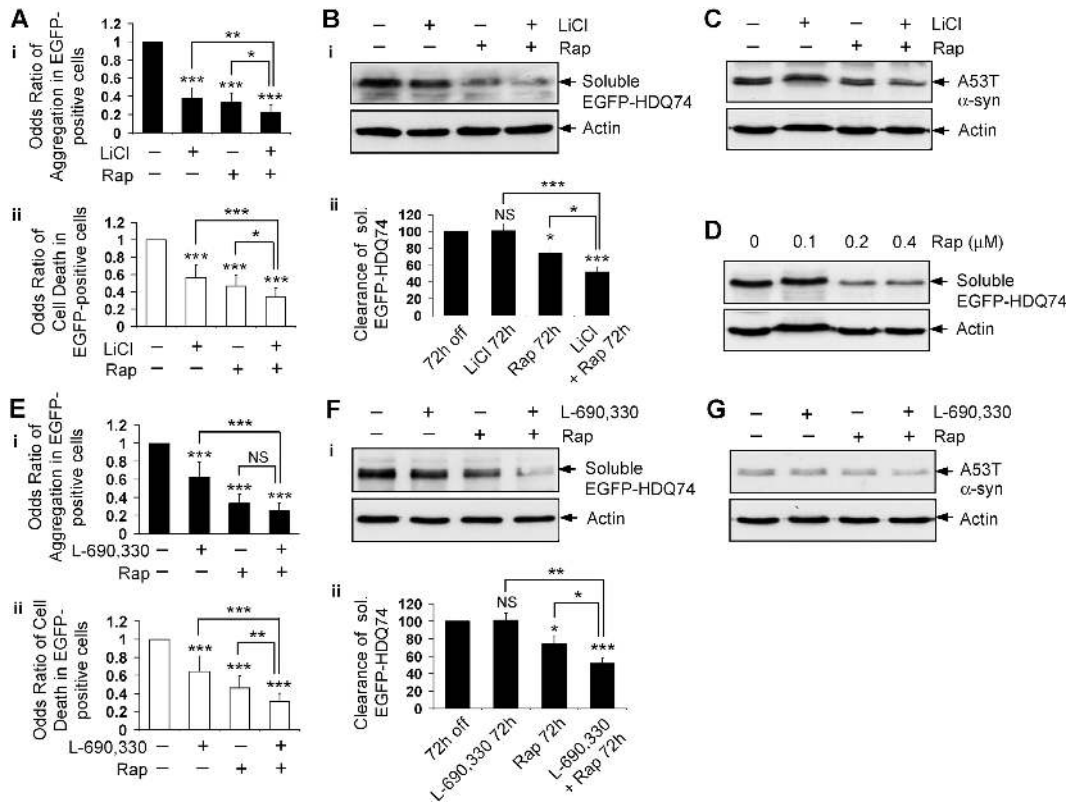 A
i
Odds Ratio of
Aggregation in EGFP-
positive cells
1.2
1
0.8
0.6
0.4
0.2
0
***
***
***
**
*
LiCl – + – +
Rap – – + +
ii
Odds Ratio of
Cell Death in
EGFP-positive cells
1.2
1
0.8
0.6
0.4
0.2
0
***
***
***
***
*
LiCl – + – +
Rap – – + +
B
– + – + LiCl
– – + + Rap
i
Soluble
EGFP-HDQ74
Actin
ii
Clearance of sol.
EGFP-HDQ74
120
100
80
60
40
20
0
NS
*
***
***
*
72h off
LiCl 72h
Rap 72h
LiCl
+ Rap 72h
C
– + – + LiCl
– – + + Rap
A53T
α-syn
Actin
D
0 0.1 0.2 0.4 Rap (μM)
Soluble
EGFP-HDQ74
Actin
E
i
Odds Ratio of
Aggregation in EGFP-
positive cells
1.2
1
0.8
0.6
0.4
0.2
0
***
***
***
***
NS
L-690,330 – + – +
Rap – – + +
ii
Odds Ratio of Cell
Death in EGFP-
positive cells
1.2
1
0.8
0.6
0.4
0.2
0
***
***
***
***
**
L-690,330 – + – +
Rap – – + +
F
– + – + L-690,330
– – + + Rap
i
Soluble
EGFP-HDQ74
Actin
ii
Clearance of sol.
EGFP-HDQ74
120
100
80
60
40
20
0
NS
*
***
**
*
72h off
L-690,330 72h
Rap 72h
L-690,330
+ Rap 72h
G
– + – + L-690,330
– – + + Rap
A53T
α-syn
Actin